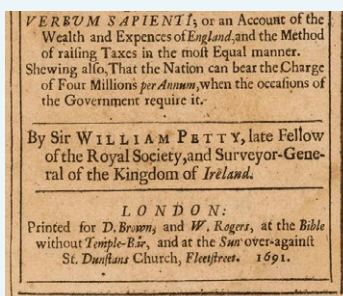 VERBVM SAPIENTI; or an Account of the
Wealth and Expences of England, and the Method
of raiſing Taxes in the moſt Equal manner.
Shewing alſo, That the Nation can bear the Charge
of Four Millions per Annum, when the occaſions of
the Government require it.
By Sir WILLIAM PETTY, late Fellow
of the Royal Society, and Surveyor-Gene-
ral of the Kingdom of Ireland.
LONDON:
Printed for D. Brown, and W. Rogers, at the Bible
without Temple-Bar, and at the Sun over-againſt
St. Dunſtans Church, Fleetſtreet. 1691.